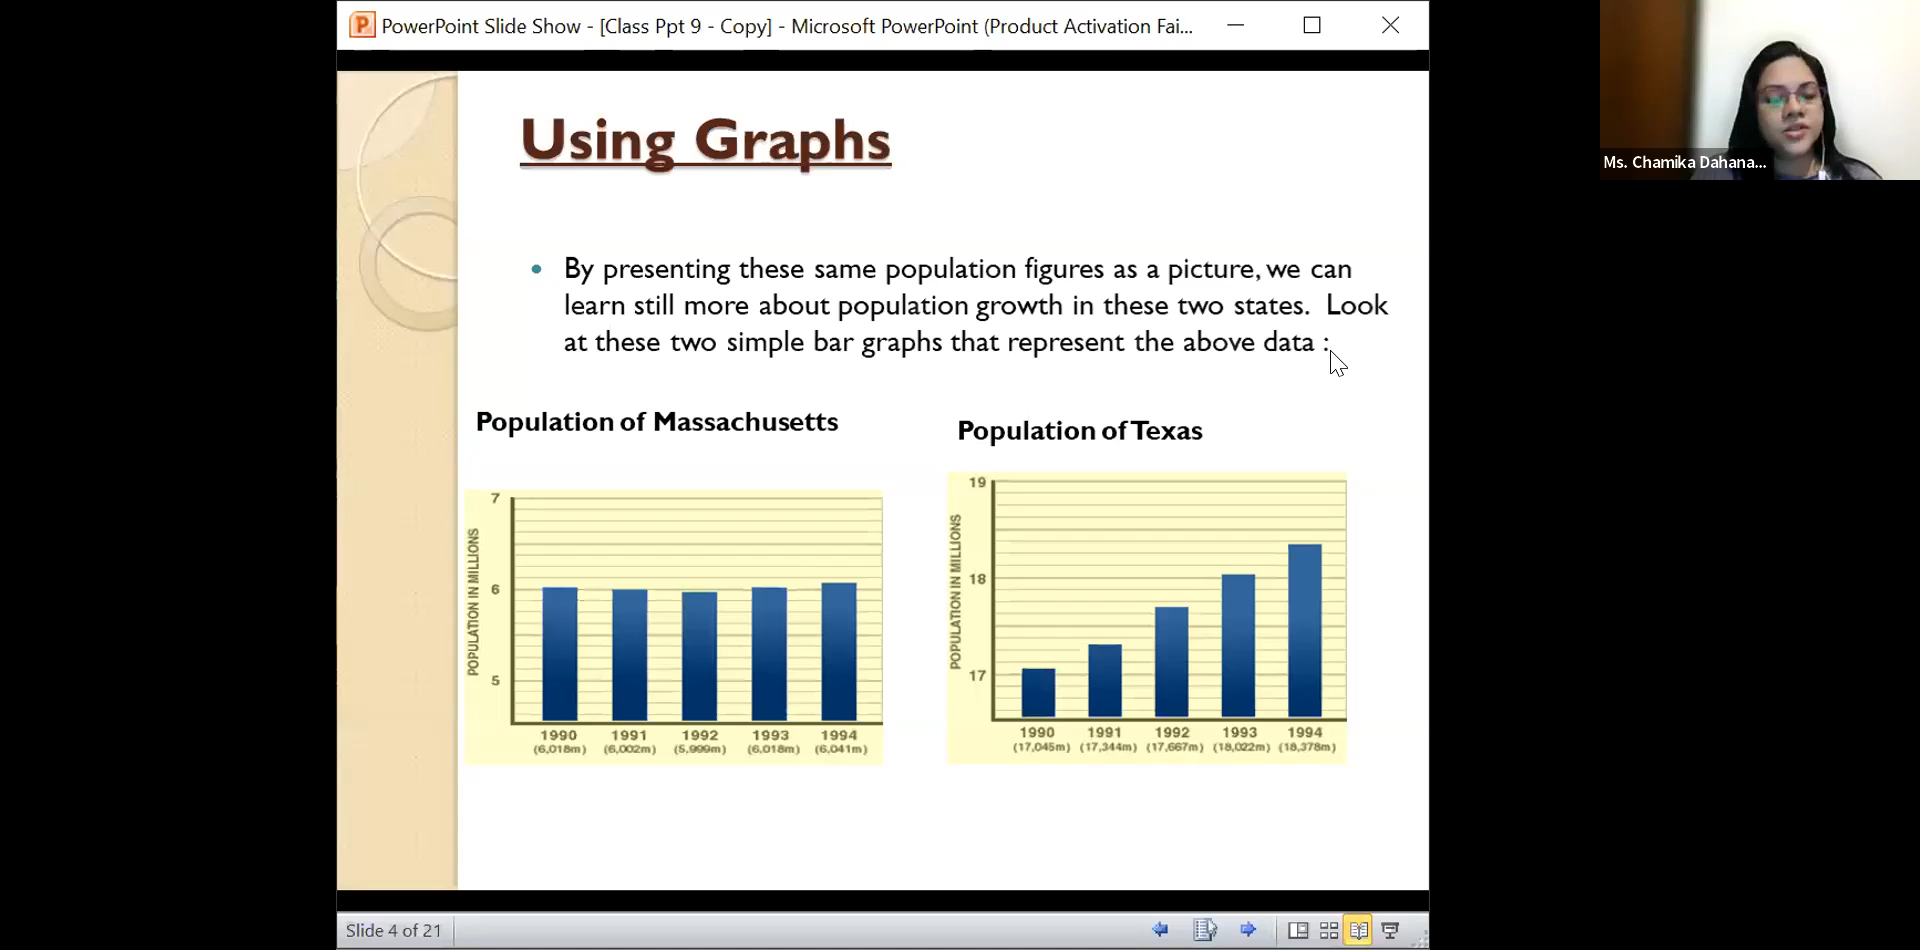 PowerPoint Slide Show - [Class Ppt 9 - Copy] - Microsoft PowerPoint (Product Activation Fai...
Ms. Chamika Dahana...
Using Graphs
• By presenting these same population figures as a picture, we can
learn still more about population growth in these two states. Look
at these two simple bar graphs that represent the above data :
Population of Massachusetts
POPULATION IN MILLIONS
7
6
5
1990 1991 1992 1993 1994
(6,018m) (6,002m) (5,999m) (6,018m) (6,041m)
Population of Texas
POPULATION IN MILLIONS
19
18
17
1990 1991 1992 1993 1994
(17,045m) (17,344m) (17,667m) (18,022m) (18,378m)
Slide 4 of 21